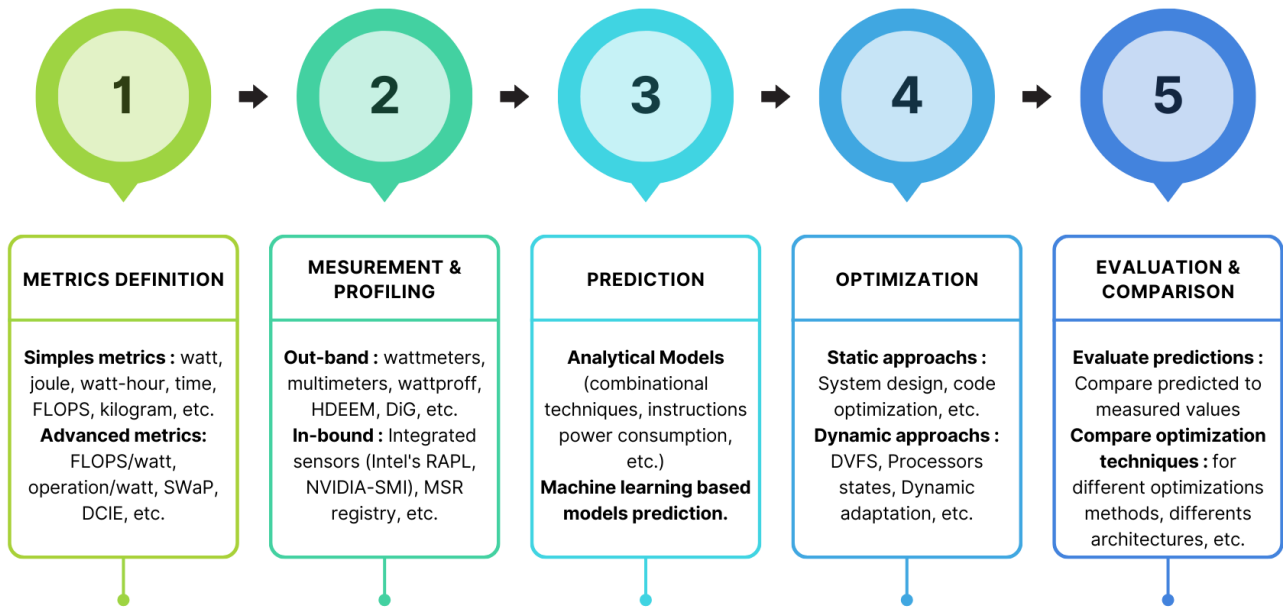 1
2
3
4
5
METRICS DEFINITION
Simples metrics : watt,
joule, watt-hour, time,
FLOPS, kilogram, etc.
Advanced metrics:
FLOPS/watt,
operation/watt, SWaP,
DCIE, etc.
MESUREMENT &
PROFILING
Out-band : wattmeters,
multimeters, wattproff,
HDEEM, DiG, etc.
In-bound : Integrated
sensors (Intel's RAPL,
NVIDIA-SMI), MSR
registry, etc.
PREDICTION
Analytical Models
(combinational
techniques, instructions
power consumption,
etc.)
Machine learning based
models prediction.
OPTIMIZATION
Static approachs :
System design, code
optimization, etc.
Dynamic approachs :
DVFS, Processors
states, Dynamic
adaptation, etc.
EVALUATION &
COMPARISON
Evaluate predictions :
Compare predicted to
measured values
Compare optimization
techniques : for
different optimizations
methods, differents
architectures, etc.